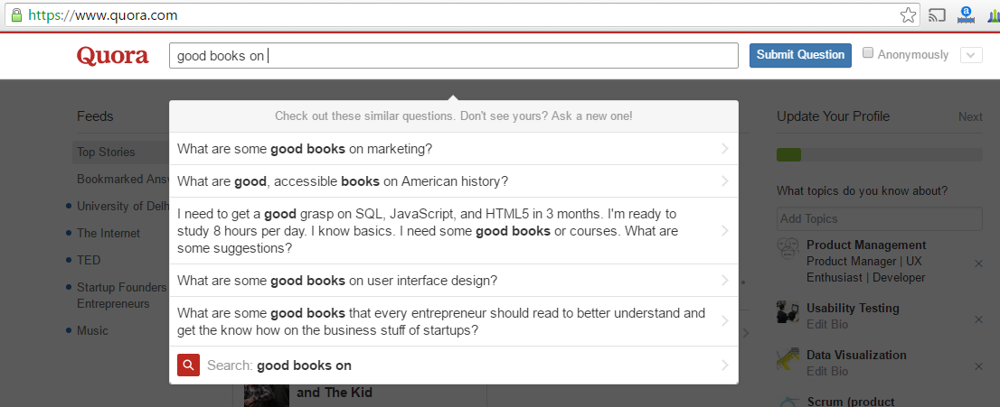 https://www.quora.com
Quora
good books on
Submit Question
Anonymously
Check out these similar questions. Don't see yours? Ask a new one!
What are some good books on marketing?
What are good, accessible books on American history?
I need to get a good grasp on SQL, JavaScript, and HTML5 in 3 months. I'm ready to
study 8 hours per day. I know basics. I need some good books or courses. What are
some suggestions?
What are some good books on user interface design?
What are some good books that every entrepreneur should read to better understand and
get the know how on the business stuff of startups?
Search: good books on
Feeds
Top Stories
Bookmarked Answ
University of Delh
The Internet
TED
Startup Founders
Entrepreneurs
Music
and The Kid
Update Your Profile
Next
What topics do you know about?
Add Topics
Product Management
Product Manager | UX
Enthusiast | Developer
Usability Testing
Edit Bio
Data Visualization
Edit Bio
Scrum (product